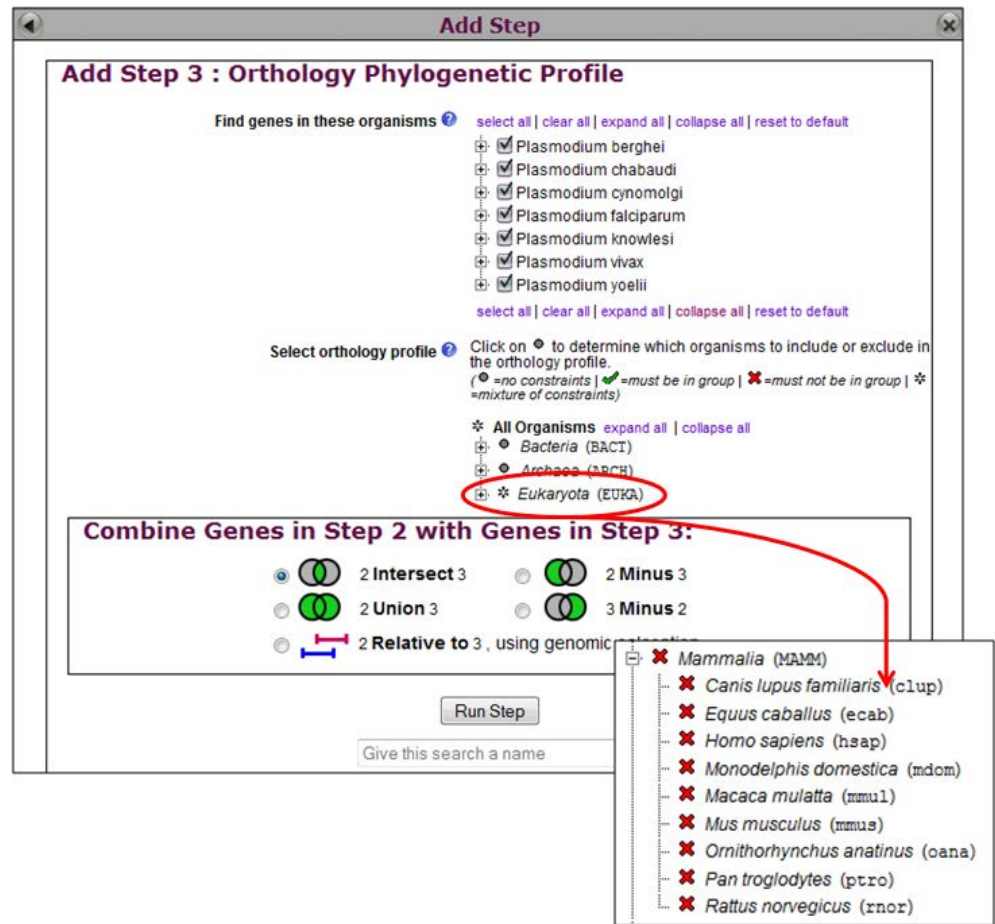 Add Step
Add Step 3 : Orthology Phylogenetic Profile
Find genes in these organisms
select all | clear all | expand all | collapse all | reset to default
Plasmodium berghei
Plasmodium chabaudi
Plasmodium cynomolgi
Plasmodium falciparum
Plasmodium knowlesi
Plasmodium vivax
Plasmodium yoelii
select all | clear all | expand all | collapse all | reset to default
Select orthology profile
Click on to determine which organisms to include or exclude in
the orthology profile.
( =no constraints | =must be in group | =must not be in group |
=mixture of constraints)
All Organisms expand all | collapse all
Bacteria (BACT)
Archaea (ARCH)
Eukaryota (EUKA)
Combine Genes in Step 2 with Genes in Step 3:
2 Intersect 3
2 Minus 3
2 Union 3
3 Minus 2
2 Relative to 3 , using genomic
Run Step
Give this search a name
Mammalia (MAMM)
Canis lupus familiaris (clup)
Equus caballus (ecab)
Homo sapiens (hsap)
Monodelphis domestica (mdom)
Macaca mulatta (mmul)
Mus musculus (mmus)
Ornithorhynchus anatinus (oana)
Pan troglodytes (ptro)
Rattus norvegicus (rnor)